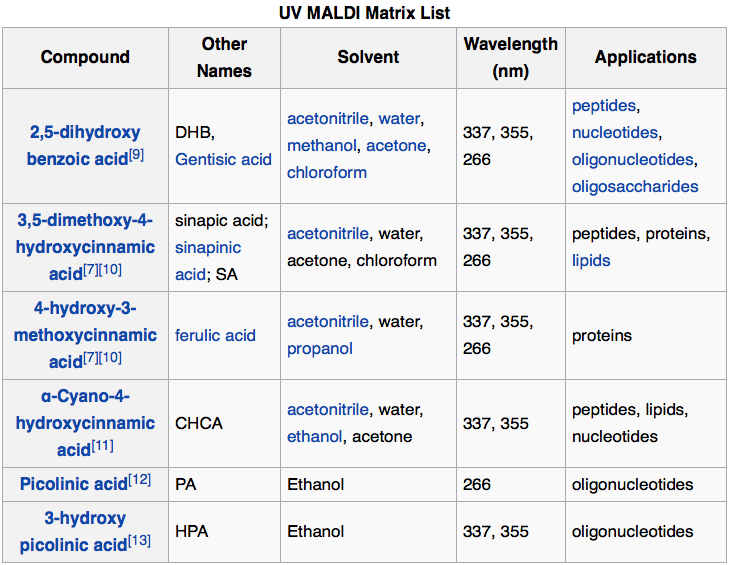 UV MALDI Matrix List
Compound
Other
Names
Solvent
Wavelength
(nm)
Applications
2,5-dihydroxy
benzoic acid[9]
DHB,
Gentisic acid
acetonitrile, water,
methanol, acetone,
chloroform
337, 355,
266
peptides,
nucleotides,
oligonucleotides,
oligosaccharides
3,5-dimethoxy-4-
hydroxycinnamic
acid[7][10]
sinapic acid;
sinapinic
acid; SA
acetonitrile, water,
acetone, chloroform
337, 355,
266
peptides, proteins,
lipids
4-hydroxy-3-
methoxycinnamic
acid[7][10]
ferulic acid
acetonitrile, water,
propanol
337, 355,
266
proteins
α-Cyano-4-
hydroxycinnamic
acid[11]
CHCA
acetonitrile, water,
ethanol, acetone
337, 355
peptides, lipids,
nucleotides
Picolinic acid[12]
PA
Ethanol
266
oligonucleotides
3-hydroxy
picolinic acid[13]
HPA
Ethanol
337, 355
oligonucleotides